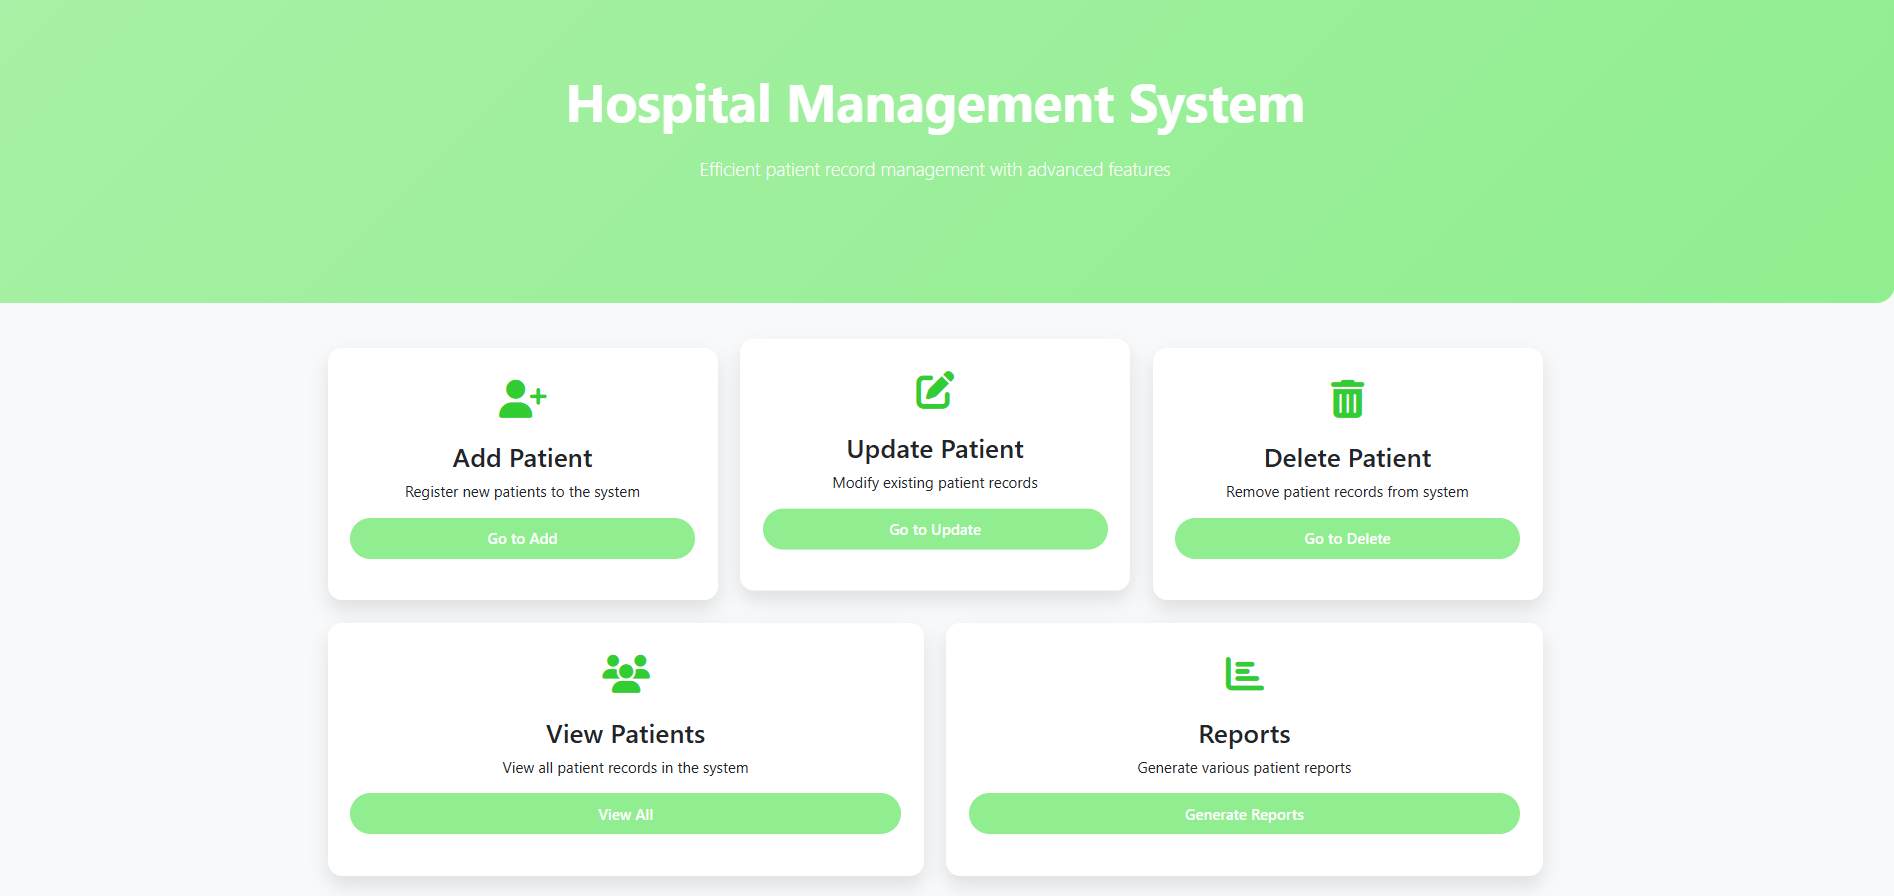 Hospital Management System
Efficient patient record management with advanced features
Add Patient
Register new patients to the system
Go to Add
Update Patient
Modify existing patient records
Go to Update
Delete Patient
Remove patient records from system
Go to Delete
View Patients
View all patient records in the system
View All
Reports
Generate various patient reports
Generate Reports